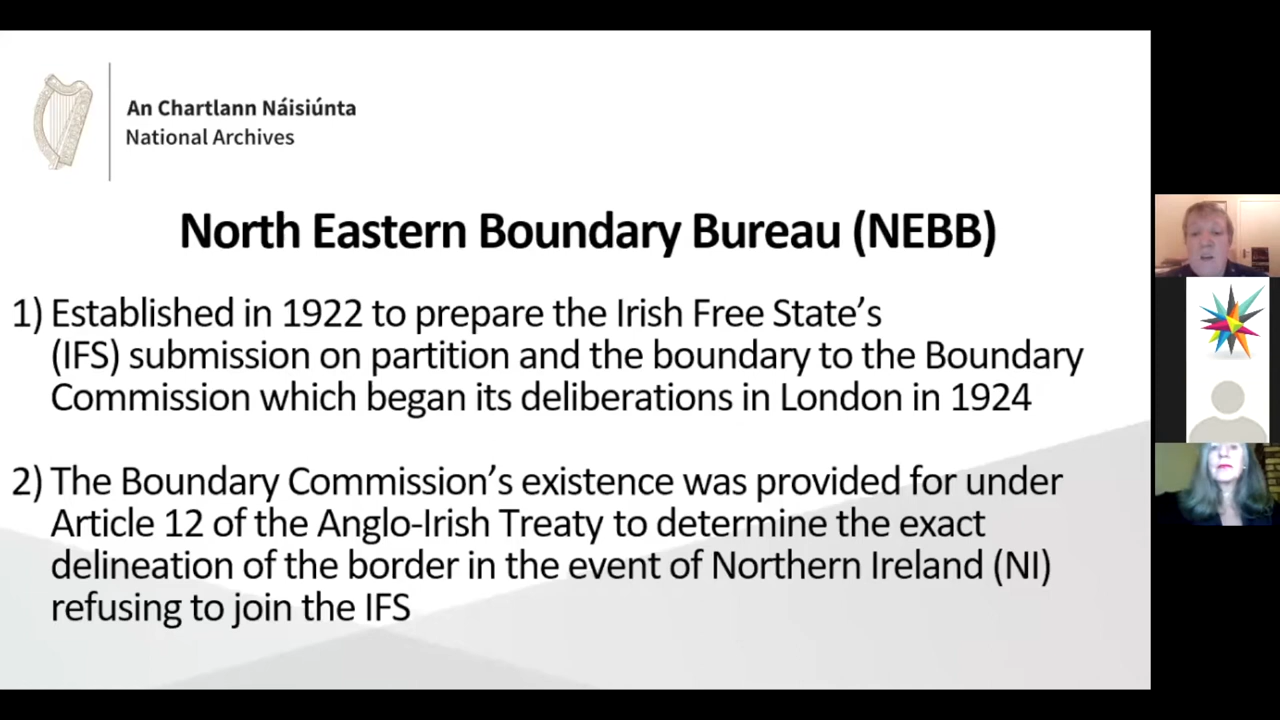 An Chartlann Náisiúnta
National Archives
North Eastern Boundary Bureau (NEBB)
1) Established in 1922 to prepare the Irish Free State’s
(IFS) submission on partition and the boundary to the Boundary
Commission which began its deliberations in London in 1924
2) The Boundary Commission’s existence was provided for under
Article 12 of the Anglo-Irish Treaty to determine the exact
delineation of the border in the event of Northern Ireland (NI)
refusing to join the IFS